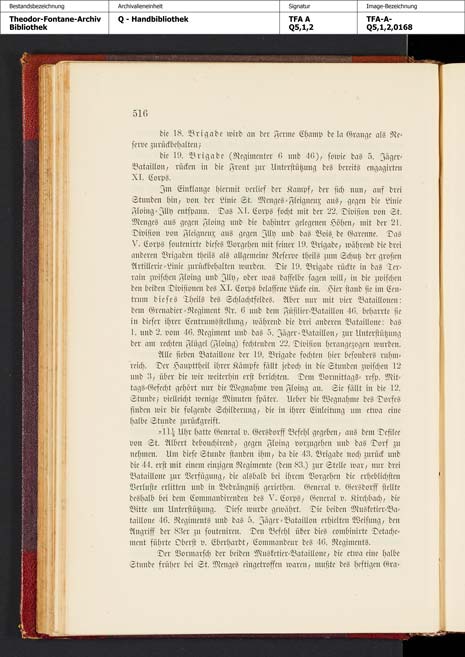 Bestandsbezeichnung
Theodor-Fontane-Archiv
Bibliothek
Archivalieneinheit
Q - Handbibliothek
Signatur
TFA A
Q5,1,2
Image-Bezeichnung
TFA-A-
Q5,1,2,0168
516
die 18. Brigade wird an der Ferme Champ de la Grange als Re-
serve zurückbehalten;
die 19. Brigade (Regimenter 6 und 46), sowie das 5. Jäger-
Bataillon, rücken in die Front zur Unterstützung des bereits engagirten
XI. Corps.
Im Einklange hiermit verlief der Kampf, der sich nun, auf drei
Stunden hin, von der Linie St. Menges-Fleigneux aus, gegen die Linie
Floing-Illy entspann. Das XI. Corps focht mit der 22. Division von St.
Menges aus gegen Floing und die dahinter gelegenen Höhen, mit der 21.
Division von Fleigneux aus gegen Illy und das Bois de Garenne. Das
V. Corps soutenirte dieses Vorgehen mit seiner 19. Brigade, während die drei
anderen Brigaden theils als allgemeine Reserve theils zum Schutz der großen
Artillerie-Linie zurückbehalten wurden. Die 19. Brigade rückte in das Ter-
rain zwischen Floing und Illy, oder was dasselbe sagen will, in die zwischen
den beiden Divisionen des XI. Corps belassene Lücke ein. Hier stand sie im Cen-
trum dieses Theils des Schlachtfeldes. Aber nur mit vier Bataillonen:
dem Grenadier-Regiment Nr. 6 und dem Füsilier-Bataillon 46. beharrte sie
in dieser ihrer Centrumsstellung, während die drei anderen Bataillone: das
1. und 2. vom 46. Regiment und das 5. Jäger-Bataillon, zur Unterstützung
der am rechten Flügel (Floing) fechtenden 22. Division herangezogen wurden.
Alle sieben Bataillone der 19. Brigade fochten hier besonders ruhm-
reich. Der Haupttheil ihrer Kämpfe fällt jedoch in die Stunden zwischen 12
und 3, über die wir weiterhin erst berichten. Dem Vormittags- resp. Mit-
tags-Gefecht gehört nur die Wegnahme von Floing an. Sie fällt in die 12.
Stunde; vielleicht wenige Minuten später. Ueber die Wegnahme des Dorfes
finden wir die folgende Schilderung, die in ihrer Einleitung um etwa eine
halbe Stunde zurückgreift.
»11½ Uhr hatte General v. Gersdorff Befehl gegeben, aus dem Defilee
von St. Albert debouchirend, gegen Floing vorzugehen und das Dorf zu
nehmen. Um diese Stunde standen ihm, da die 43. Brigade noch zurück und
die 44. erst mit einem einzigen Regimente (dem 83.) zur Stelle war, nur drei
Bataillone zur Verfügung, die alsbald bei ihrem Vorgehen die erheblichsten
Verluste erlitten und in Bedrängniß geriethen. General v. Gersdorff stellte
deshalb bei dem Commandirenden des V. Corps, General v. Kirchbach, die
Bitte um Unterstützung. Diese wurde gewährt. Die beiden Musketier-Ba-
taillone 46. Regiments und das 5. Jäger-Bataillon erhielten Weisung, den
Angriff der 83er zu souteniren. Den Befehl über dies combinirte Detache-
ment führte Oberst v. Eberhardt, Commandeur des 46. Regiments.
Der Vormarsch der beiden Musketier-Bataillone, die etwa eine halbe
Stunde früher bei St. Menges eingetroffen waren, mußte des heftigen Gra-